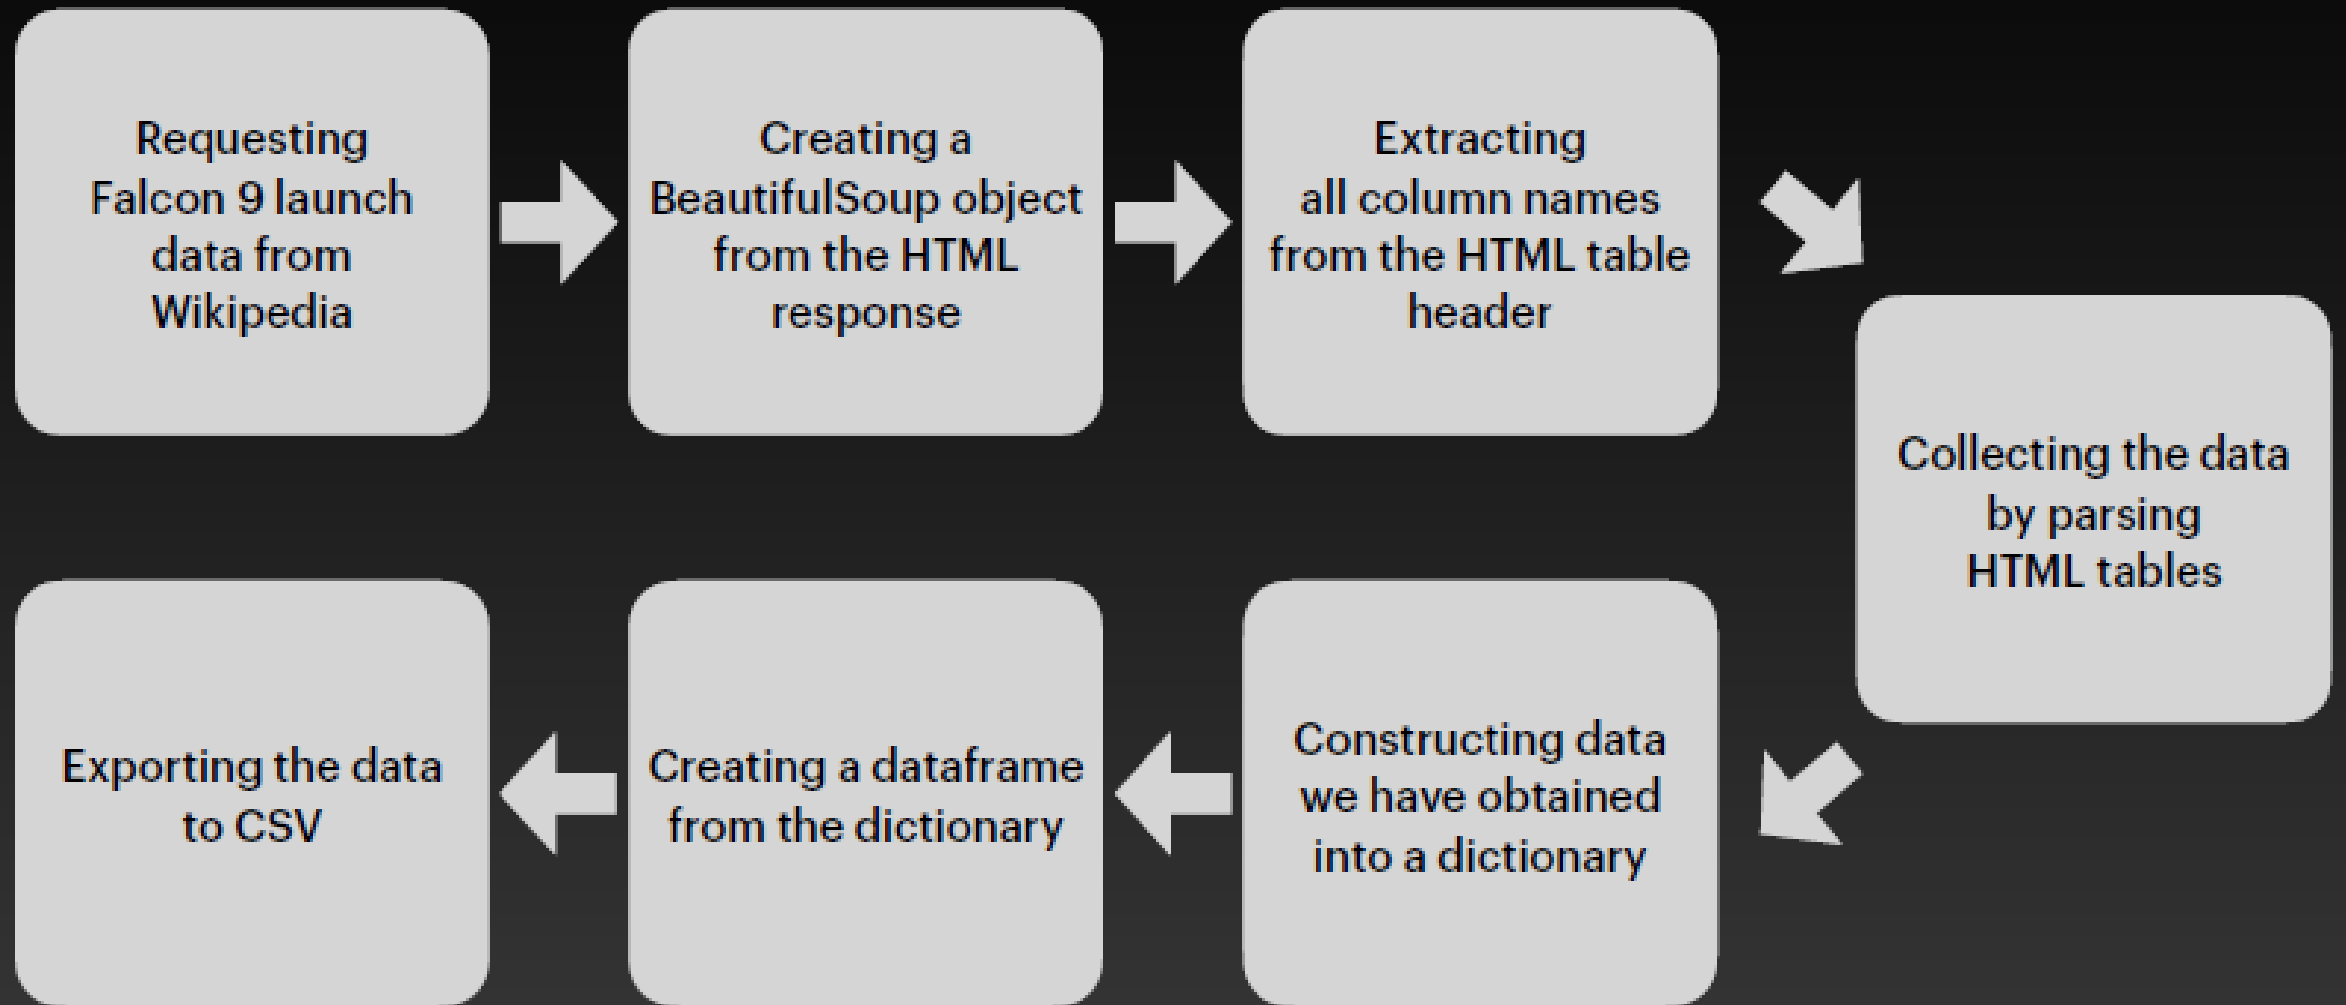 Requesting
Falcon 9 launch
data from
Wikipedia
Creating a
BeautifulSoup object
from the HTML
response
Extracting
all column names
from the HTML table
header
Collecting the data
by parsing
HTML tables
Constructing data
we have obtained
into a dictionary
Creating a dataframe
from the dictionary
Exporting the data
to CSV